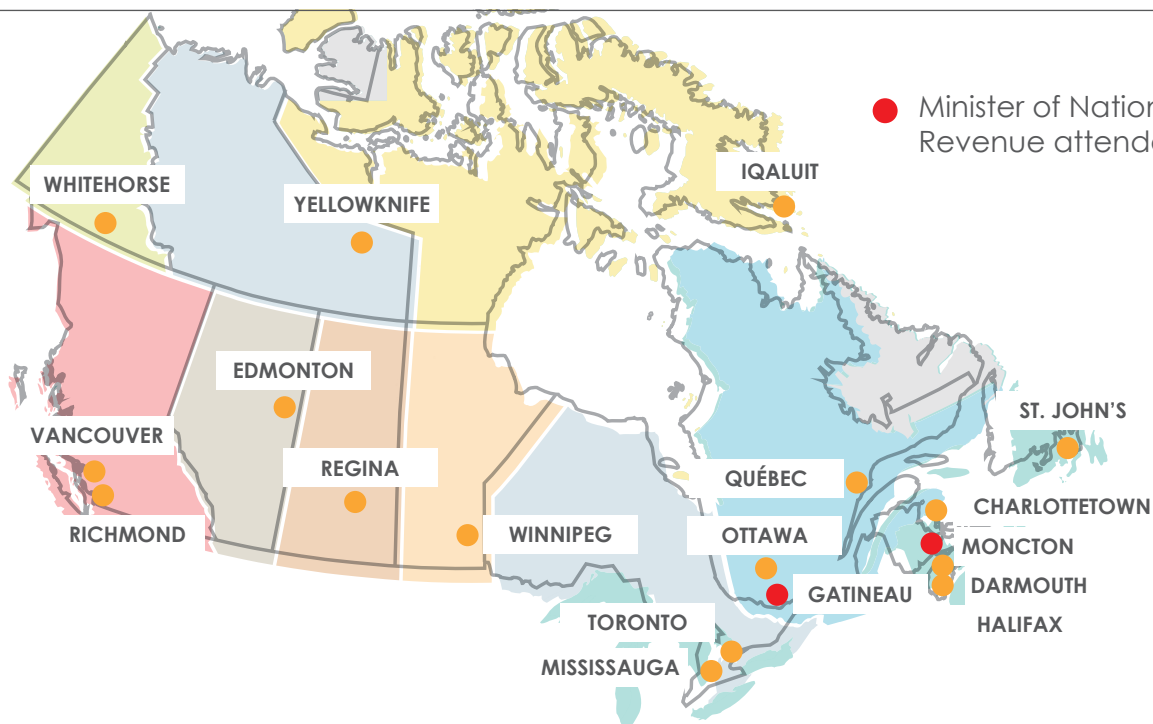 Minister of Nation
Revenue attende
IQALUIT
WHITEHORSE
YELLOWKNIFE
EDMONTON
ST. JOHN'S
VANCOUVER
REGINA
QUÉBEC
CHARLOTTETOWN
RICHMOND
WINNIPEG
OTTAWA
MONCTON
DARMOUTH
GATINEAU
TORONTO
HALIFAX
MISSISSAUGA